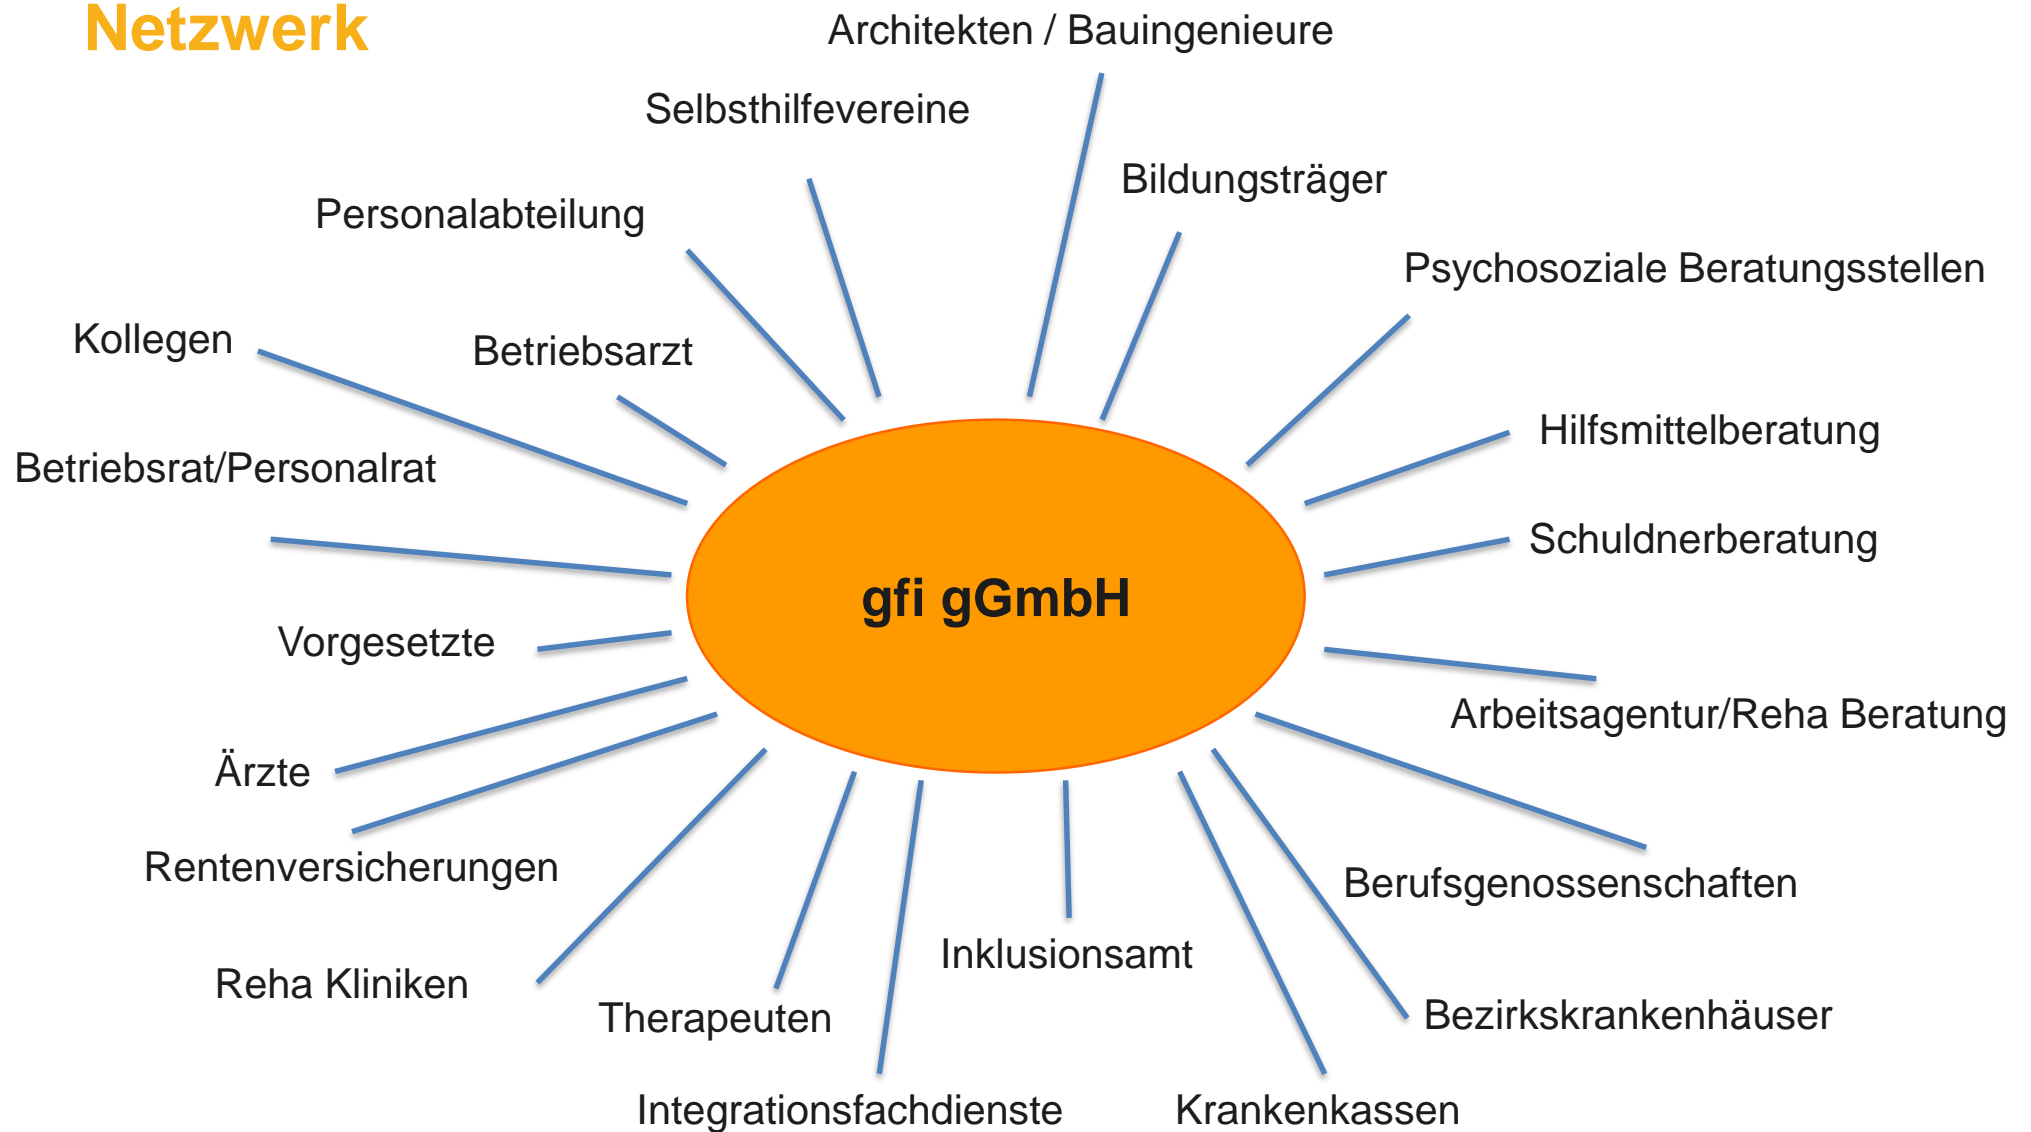 Netzwerk
Architekten / Bauingenieure
Selbsthilfevereine
Bildungsträger
Personalabteilung
Psychosoziale Beratungsstellen
Kollegen
Betriebsarzt
Hilfsmittelberatung
Betriebsrat/Personalrat
Schuldnerberatung
gfi gGmbH
Vorgesetzte
Arbeitsagentur/Reha Beratung
Ärzte
Rentenversicherungen
Berufsgenossenschaften
Inklusionsamt
Reha Kliniken
Therapeuten
Bezirkskrankenhäuser
Integrationsfachdienste
Krankenkassen